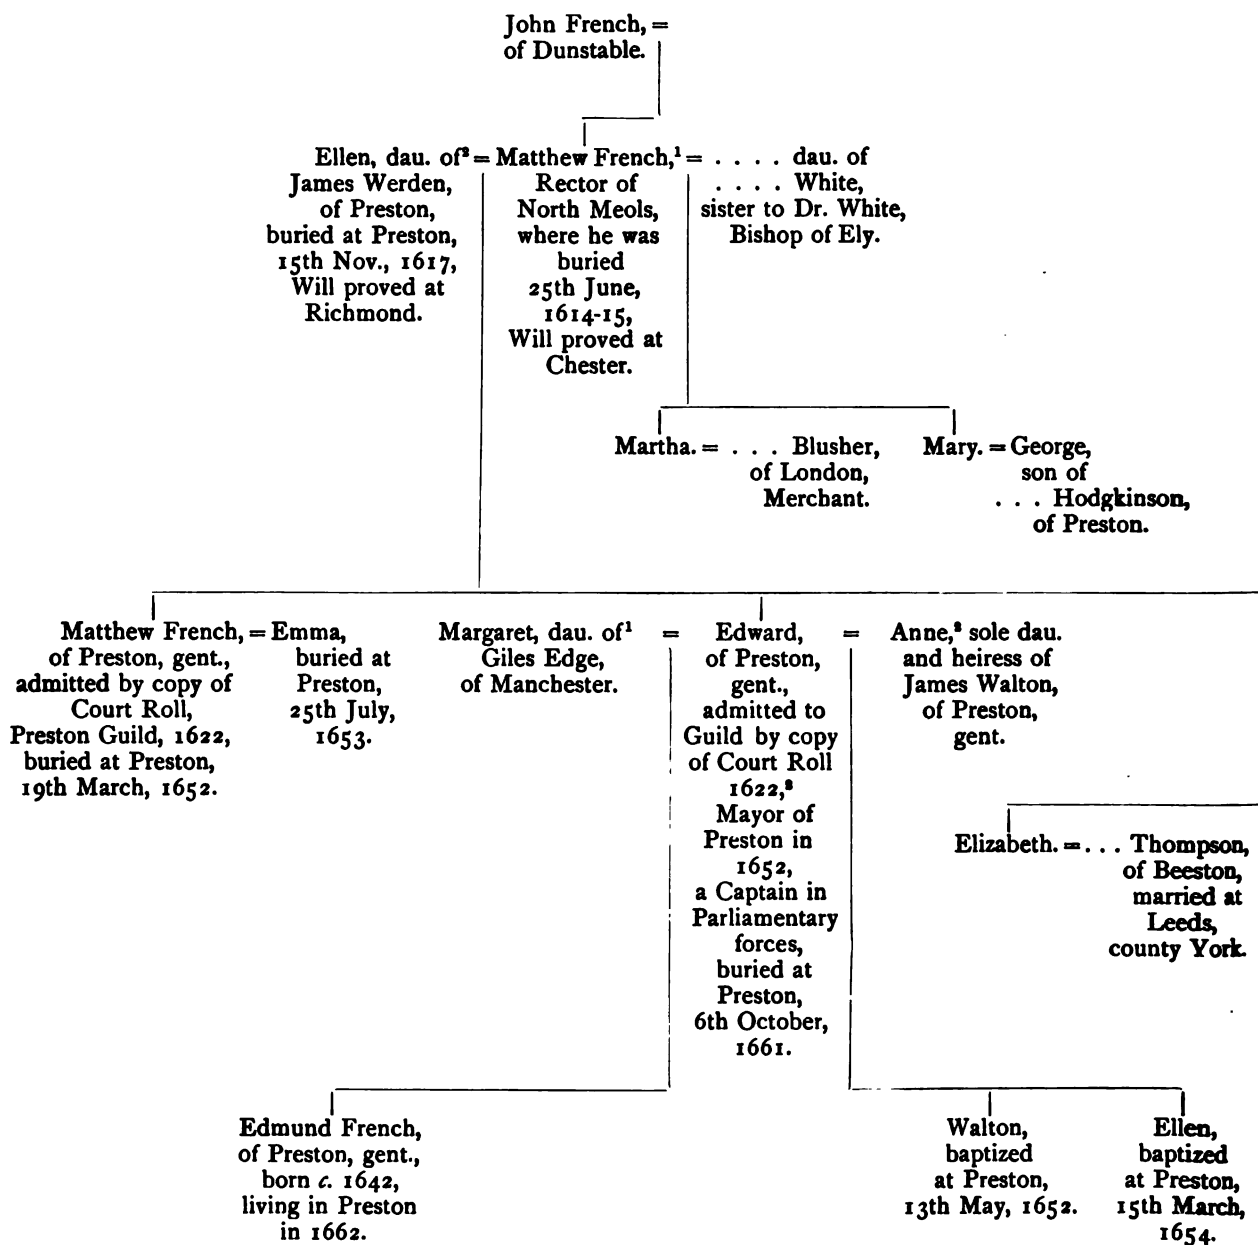 John French, =
of Dunstable.
Ellen, dau. of² =
James Werden,
of Preston,
buried at Preston,
15th Nov., 1617,
Will proved at
Richmond.
Matthew French,¹ =
Rector of
North Meols,
where he was
buried
25th June,
1614-15,
Will proved at
Chester.
. . . . dau. of
. . . . White,
sister to Dr. White,
Bishop of Ely.
Martha. =
. . . Blusher,
of London,
Merchant.
Mary. =
George,
son of
. . . Hodgkinson,
of Preston.
Matthew French, =
of Preston, gent.,
admitted by copy of
Court Roll,
Preston Guild, 1622,
buried at Preston,
19th March, 1652.
Emma,
buried at
Preston,
25th July,
1653.
Margaret, dau. of¹ =
Giles Edge,
of Manchester.
Edward, =
of Preston,
gent.,
admitted to
Guild by copy
of Court Roll
1622,²
Mayor of
Preston in
1652,
a Captain in
Parliamentary
forces,
buried at
Preston,
6th October,
1661.
Anne,² sole dau.
and heiress of
James Walton,
of Preston,
gent.
Elizabeth. =
. . . Thompson,
of Beeston,
married at
Leeds,
county York.
Edmund French,
of Preston, gent.,
born c. 1642,
living in Preston
in 1662.
Walton,
baptized
at Preston,
13th May, 1652.
Ellen,
baptized
at Preston,
15th March,
1654.